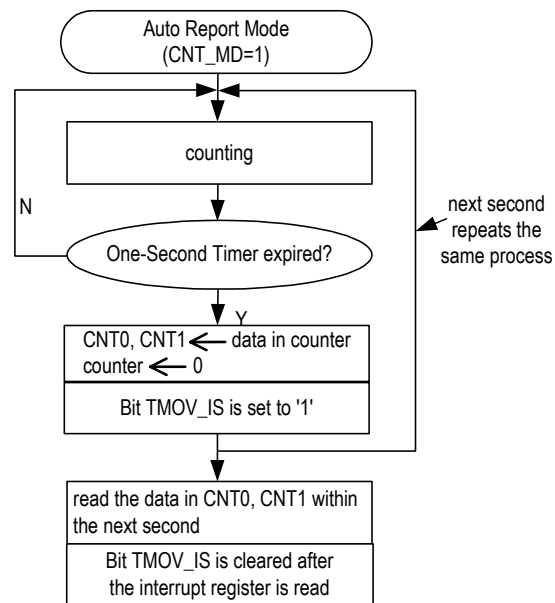 Auto Report Mode
(CNT_MD=1)
counting
N
next second
repeats the
same process
One-Second Timer expired?
Y
CNT0, CNT1 ← data in counter
counter ← 0
Bit TMOV_IS is set to '1'
read the data in CNT0, CNT1 within
the next second
Bit TMOV_IS is cleared after
the interrupt register is read